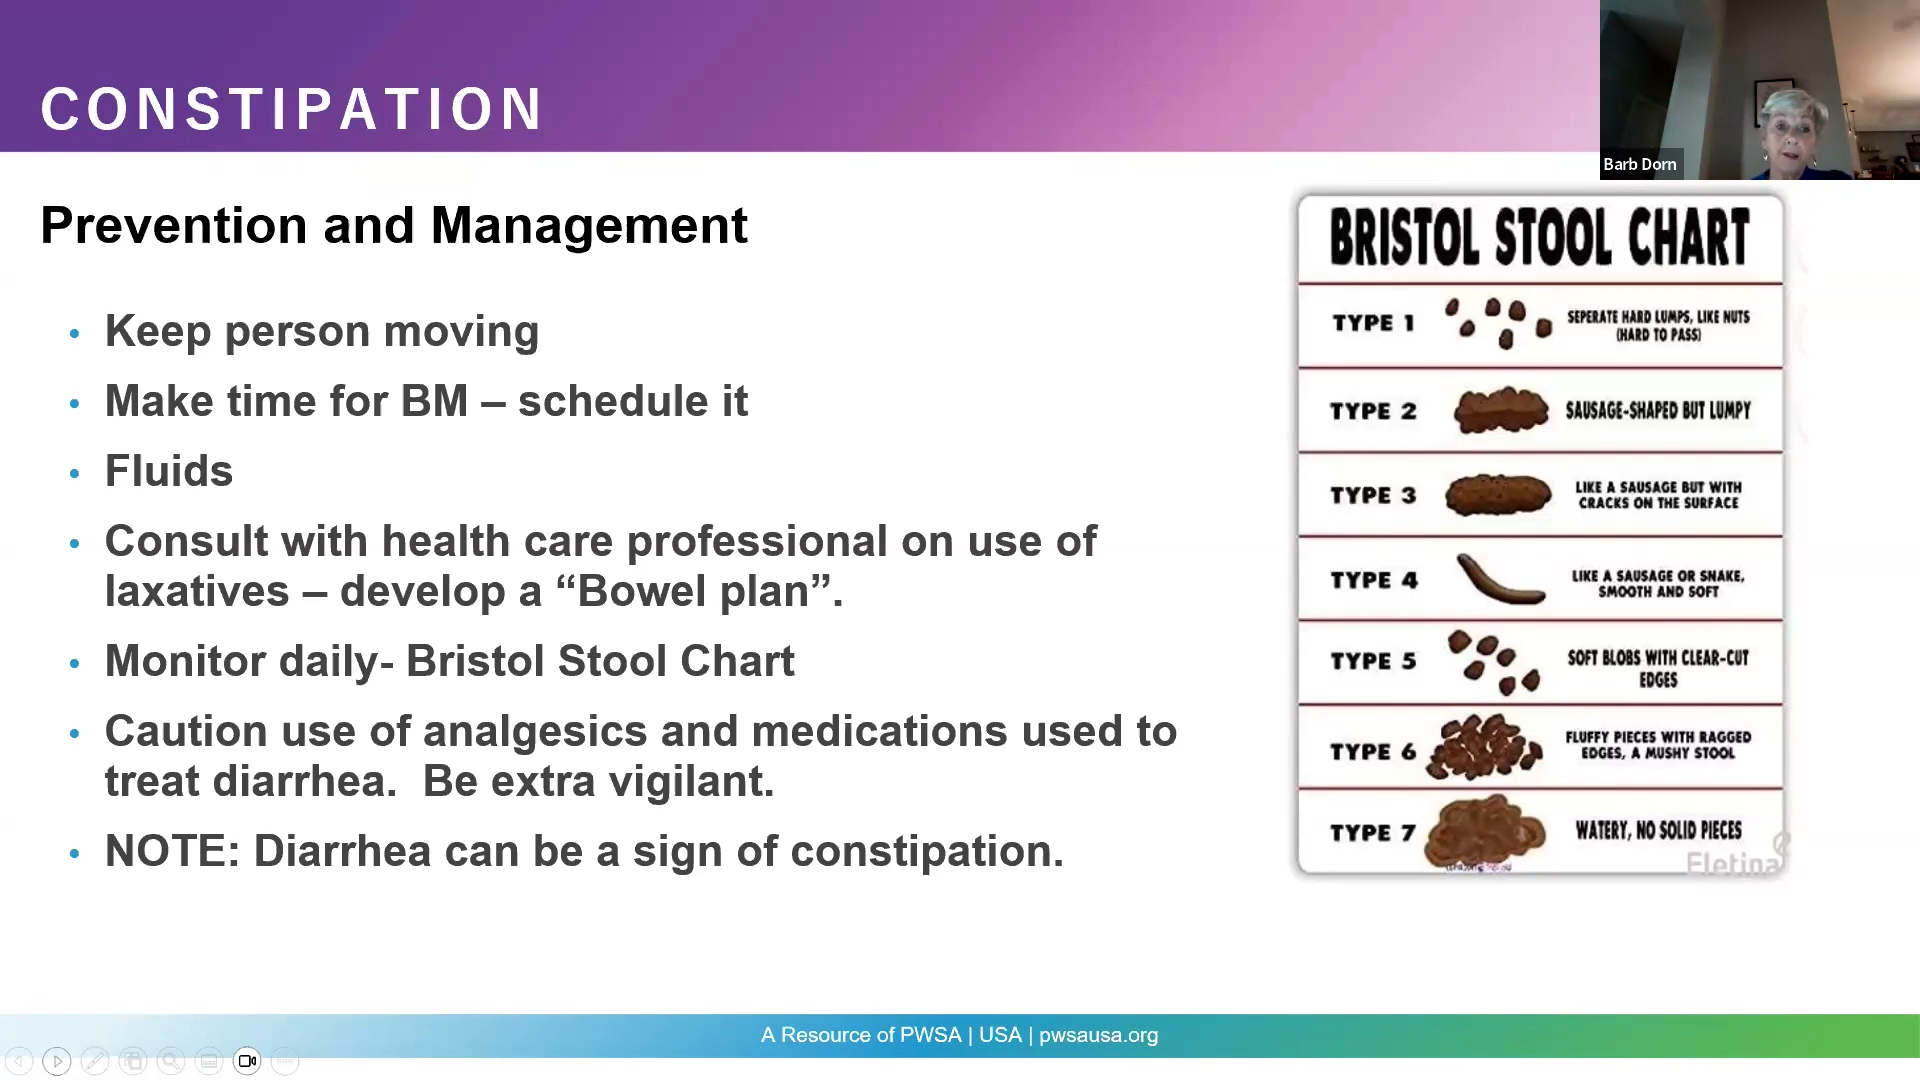 CONSTIPATION
Barb Dorn
Prevention and Management
• Keep person moving
• Make time for BM – schedule it
• Fluids
• Consult with health care professional on use of
laxatives – develop a “Bowel plan”.
• Monitor daily- Bristol Stool Chart
• Caution use of analgesics and medications used to
treat diarrhea.  Be extra vigilant.
• NOTE: Diarrhea can be a sign of constipation.
BRISTOL STOOL CHART
TYPE 1
SEPERATE HARD LUMPS, LIKE NUTS
(HARD TO PASS)
TYPE 2
SAUSAGE-SHAPED BUT LUMPY
TYPE 3
LIKE A SAUSAGE BUT WITH
CRACKS ON THE SURFACE
TYPE 4
LIKE A SAUSAGE OR SNAKE,
SMOOTH AND SOFT
TYPE 5
SOFT BLOBS WITH CLEAR-CUT
EDGES
TYPE 6
FLUFFY PIECES WITH RAGGED
EDGES, A MUSHY STOOL
TYPE 7
WATERY, NO SOLID PIECES
Fletina
A Resource of PWSA | USA | pwsausa.org